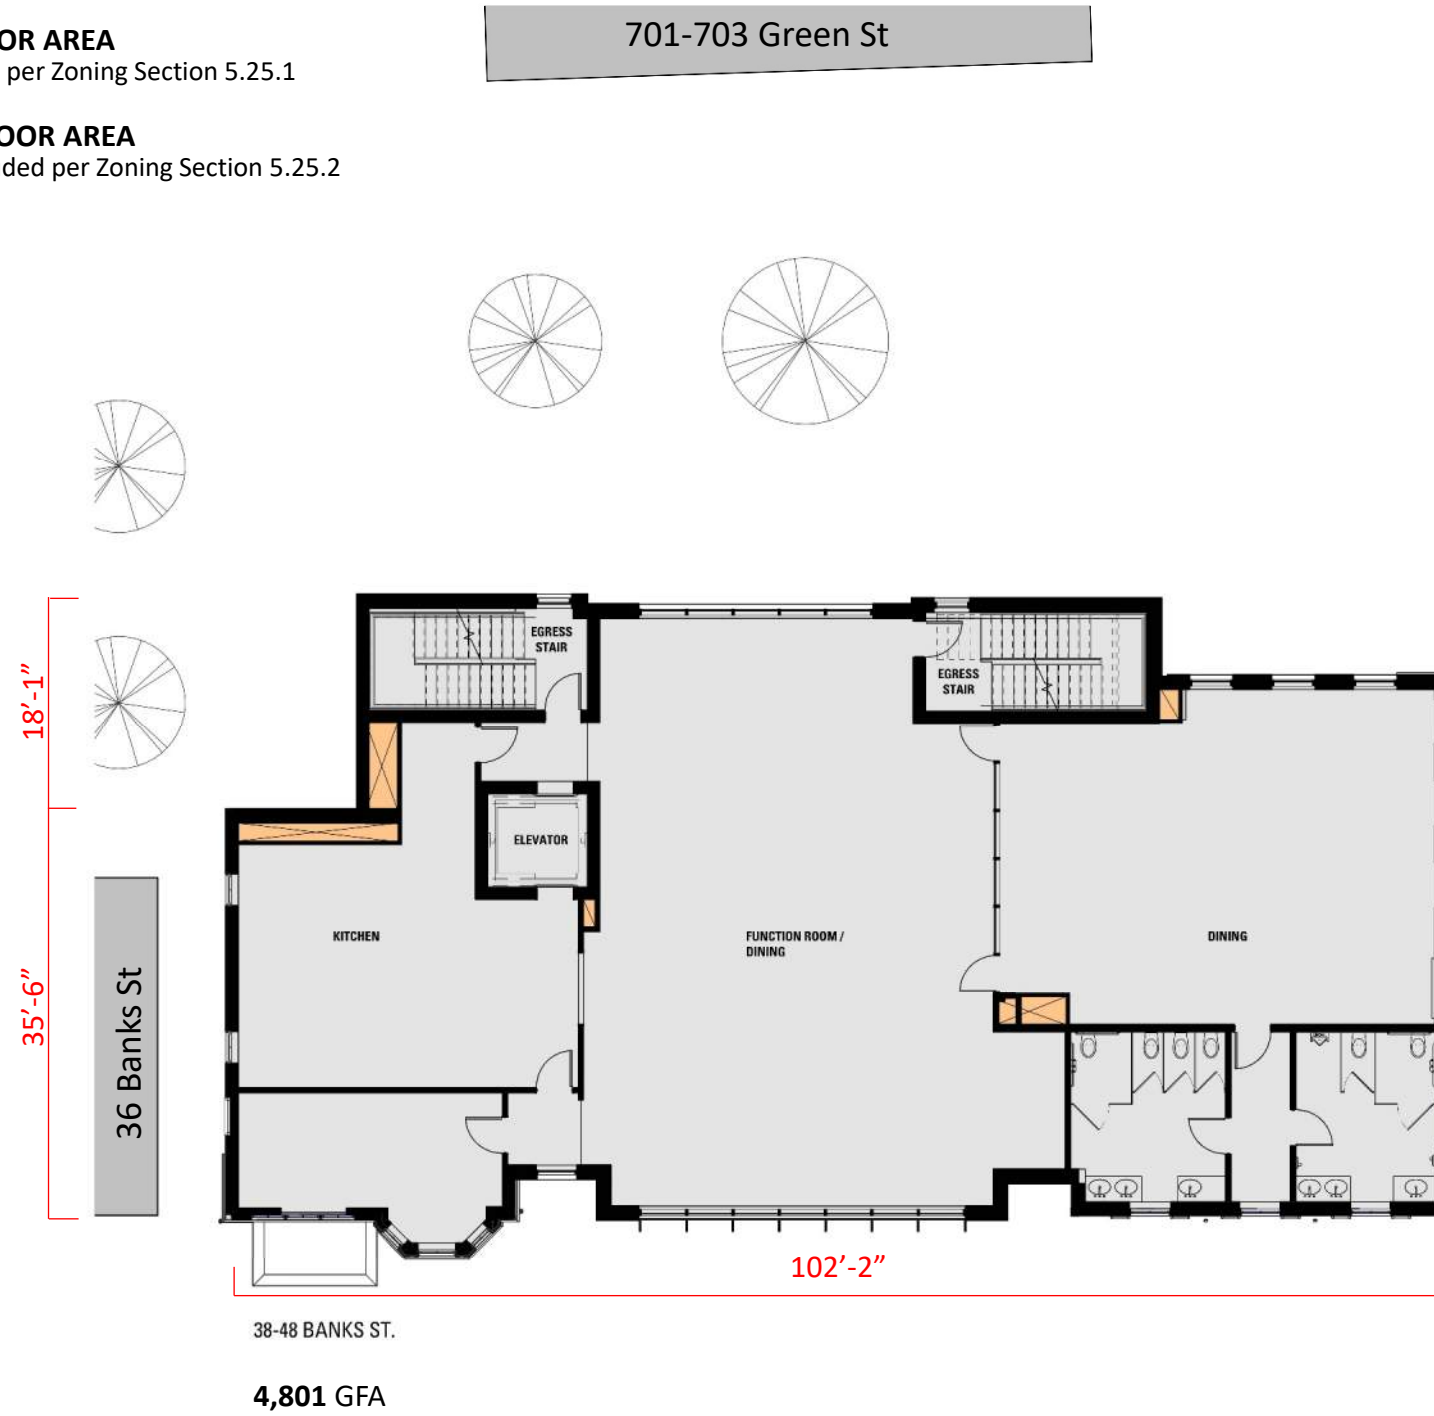 OR AREA
per Zoning Section 5.25.1
OOR AREA
ded per Zoning Section 5.25.2
701-703 Green St
EGRESS
STAIR
EGRESS
STAIR
18’-1”
ELEVATOR
KITCHEN
FUNCTION ROOM /
DINING
DINING
35’-6”
36 Banks St
102’-2”
38-48 BANKS ST.
4,801 GFA